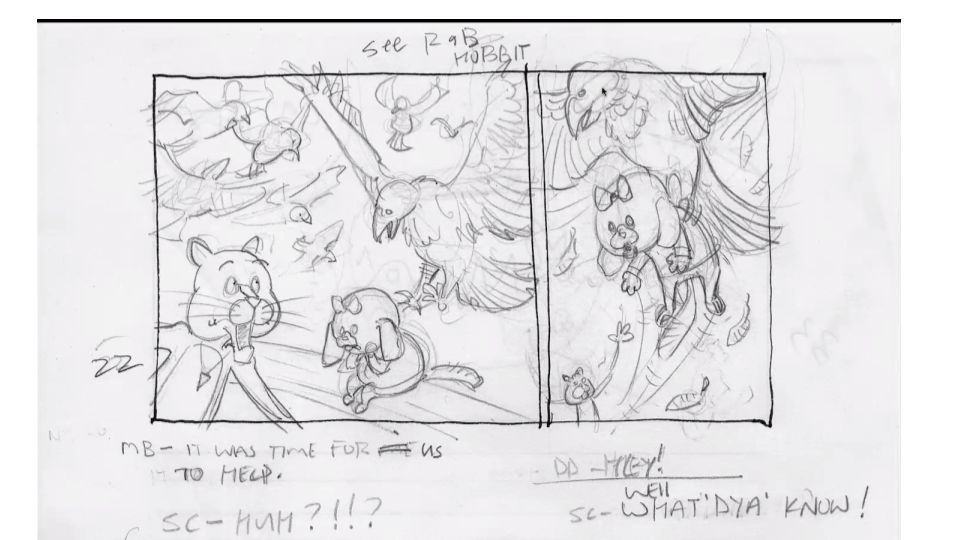 See R&B
HOBBIT
22
MB - IT WAS TIME FOR US
TO HELP.
SC - HUH?!!?
DD - HEY!
WELL
SC - WHAT 'DYA' KNOW!